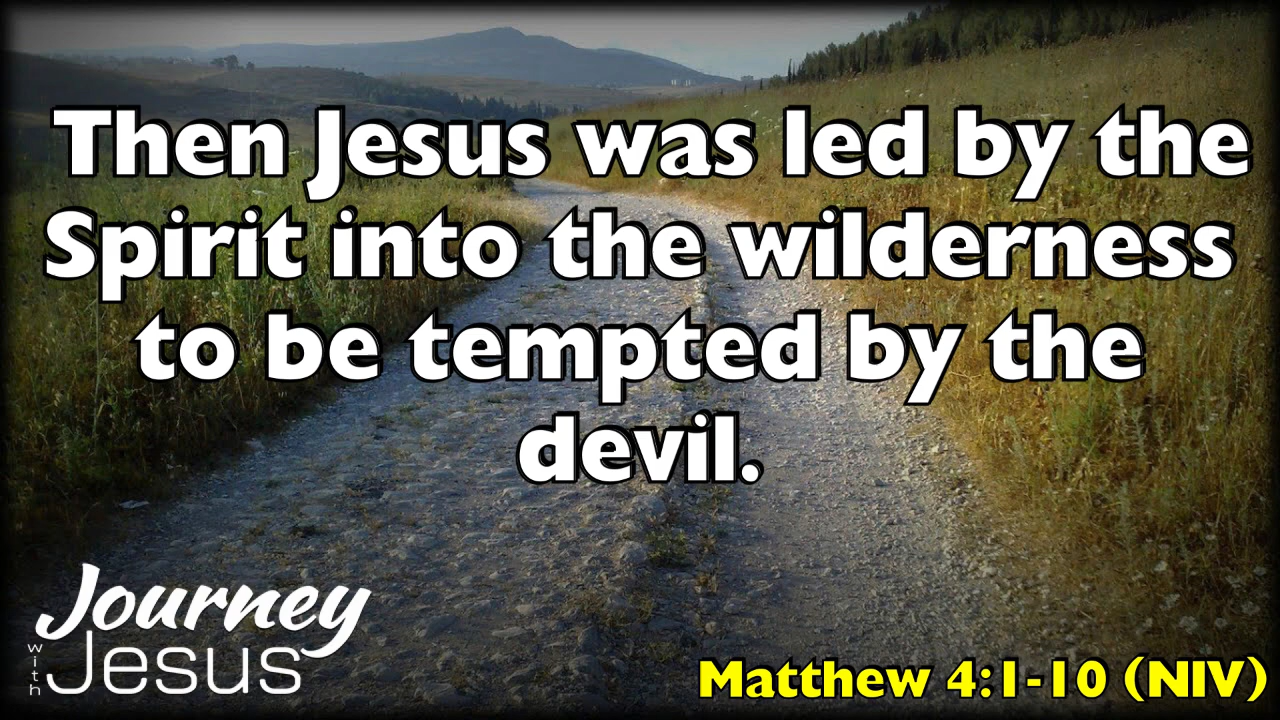 Then Jesus was led by the
Spirit into the wilderness
to be tempted by the
devil.
Journey
with
Jesus
Matthew 4:1-10 (NIV)